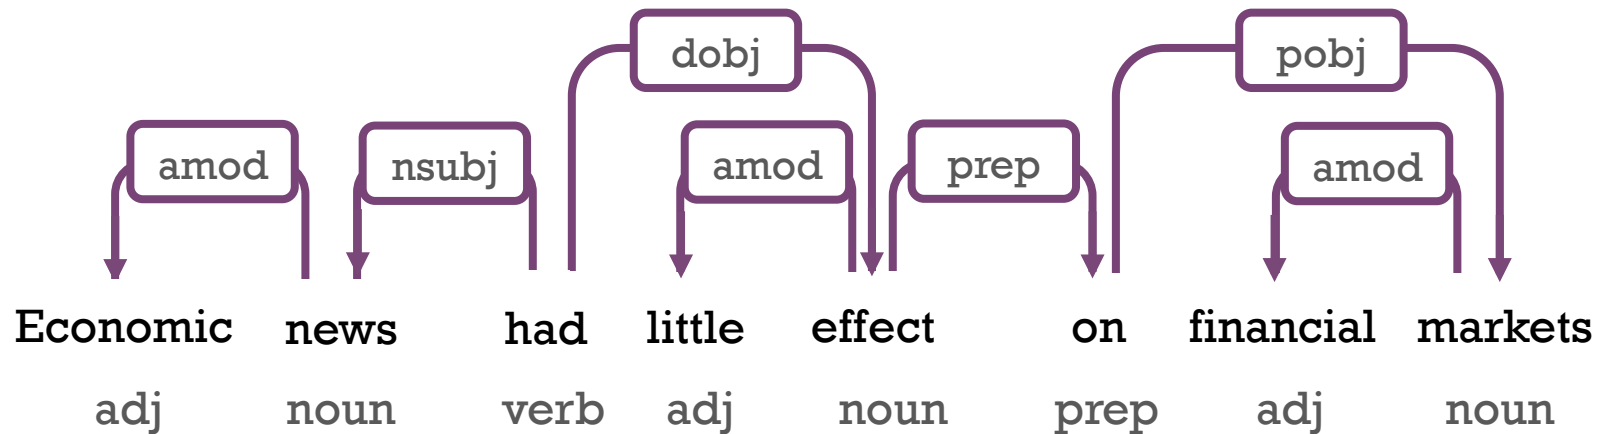 dobj pobj
amod nsubj amod prep amod
Economic news had little effect on financial markets
adj noun verb adj noun prep adj noun